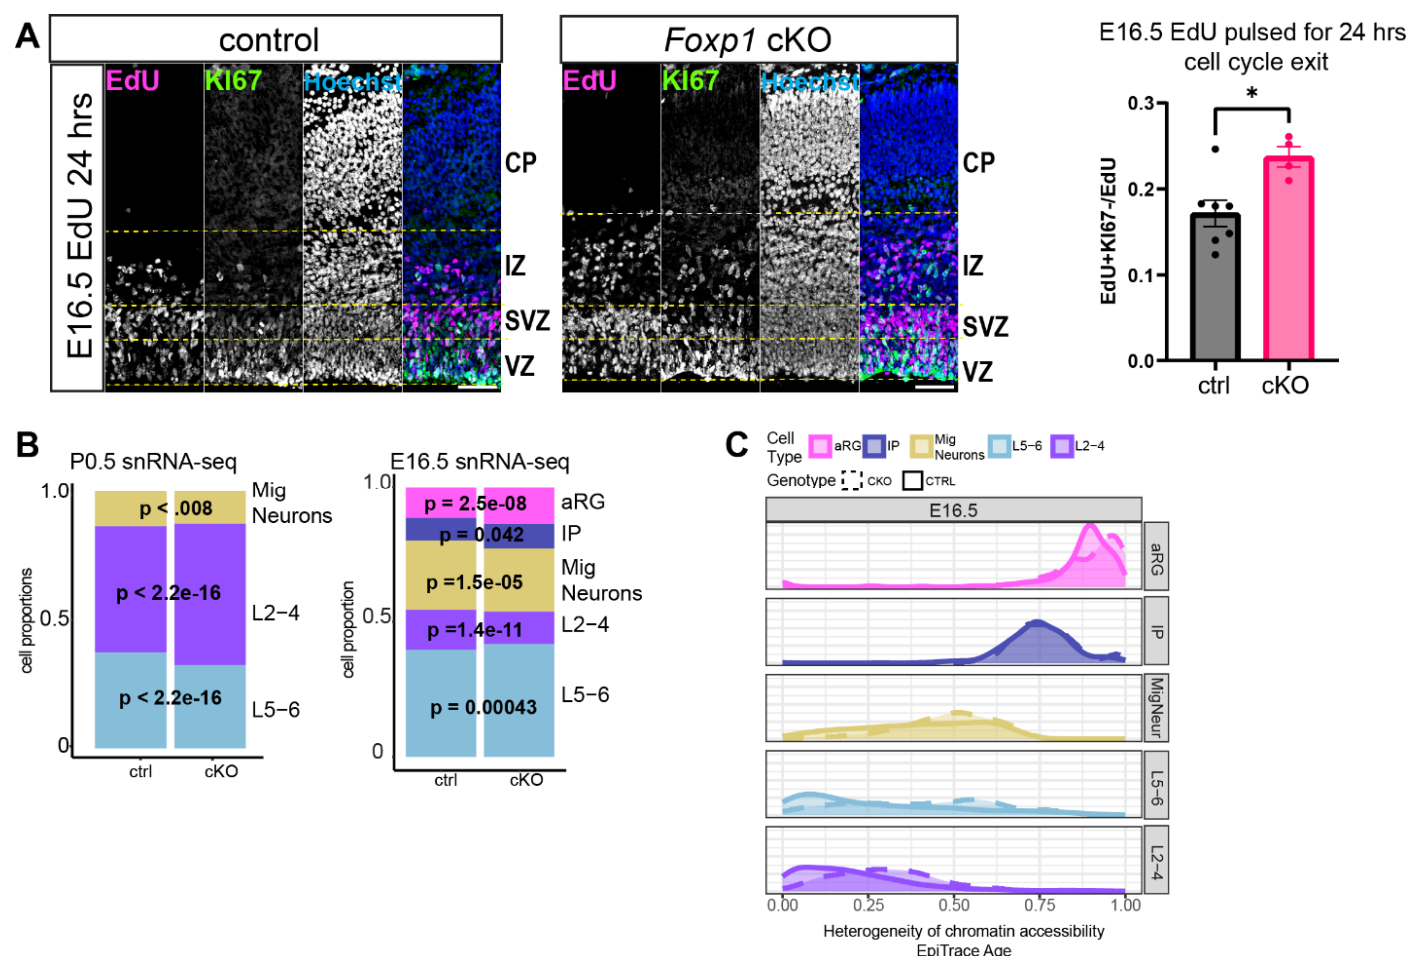 A
control
Foxp1 cKO
E16.5 EdU 24 hrs
EdU
KI67
Hoechst
CP
IZ
SVZ
VZ
EdU
KI67
Hoechst
CP
IZ
SVZ
VZ
E16.5 EdU pulsed for 24 hrs
cell cycle exit
*
EdU+KI67-/EdU
0.3
0.2
0.1
0.0
ctrl
cKO
B
P0.5 snRNA-seq
cell proportions
1.0
0.5
0
p < .008
p < 2.2e-16
p < 2.2e-16
Mig
Neurons
L2-4
L5-6
ctrl
cKO
E16.5 snRNA-seq
cell proportion
1.0
0.5
0
p = 2.5e-08
p = 0.042
p =1.5e-05
p =1.4e-11
p = 0.00043
aRG
IP
Mig
Neurons
L2-4
L5-6
ctrl
cKO
C
Cell
Type
aRG
IP
Mig
Neurons
L5-6
L2-4
Genotype
CKO
CTRL
E16.5
aRG
IP
MigNeur
L5-6
L2-4
0.00
0.25
0.50
0.75
1.00
Heterogeneity of chromatin accessibility
EpiTrace Age